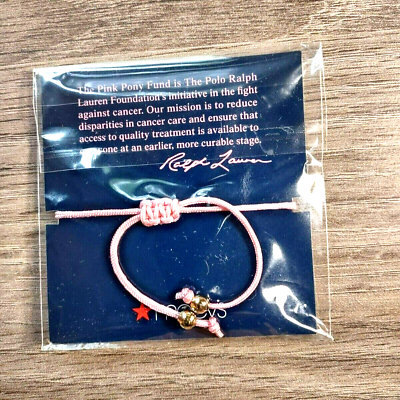 The Pink Pony Fund is The Polo Ralph
Lauren Foundation's initiative in the fight
against cancer. Our mission is to reduce
disparities in cancer care and ensure that
access to quality treatment is available to
everyone at an earlier, more curable stage.
Ralph Lauren